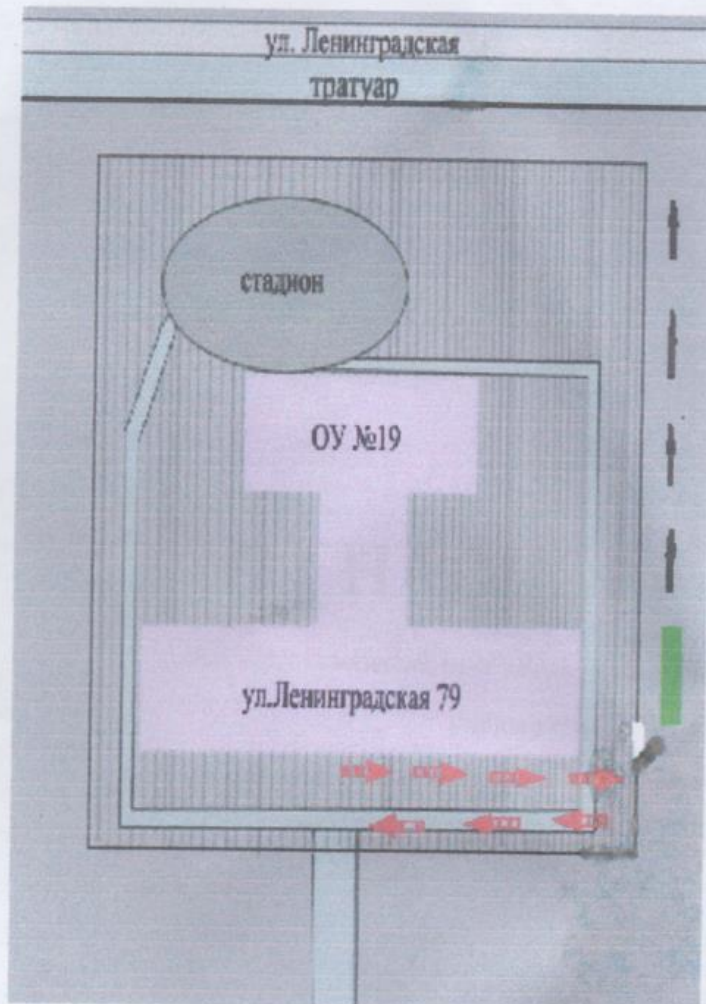 ул. Ленинградская
тратуар
стадион
ОУ №19
ул.Ленинградская 79